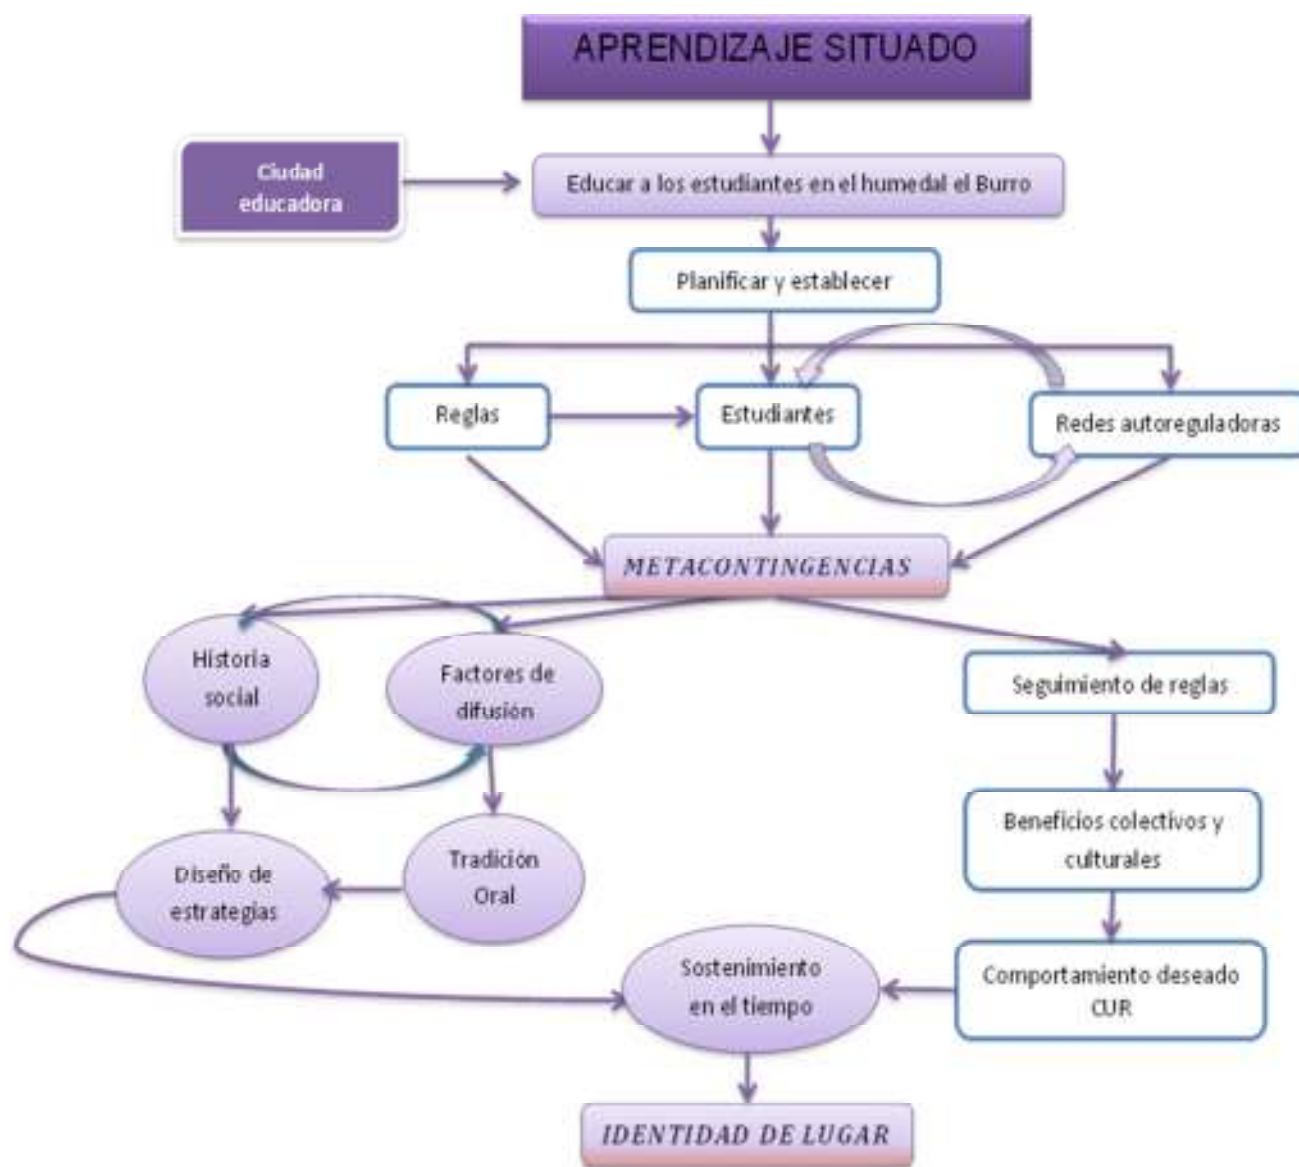 APRENDIZAJE SITUADO
Ciudad
educadora
Educar a los estudiantes en el humedal el Burro
Planificar y establecer
Reglas
Estudiantes
Redes autoreguladoras
METACONTINGENCIAS
Historia
social
Factores de
difusión
Seguimiento de reglas
Beneficios colectivos y
culturales
Diseño de
estrategias
Tradición
Oral
Sostenimiento
en el tiempo
Comportamiento deseado
CUR
IDENTIDAD DE LUGAR